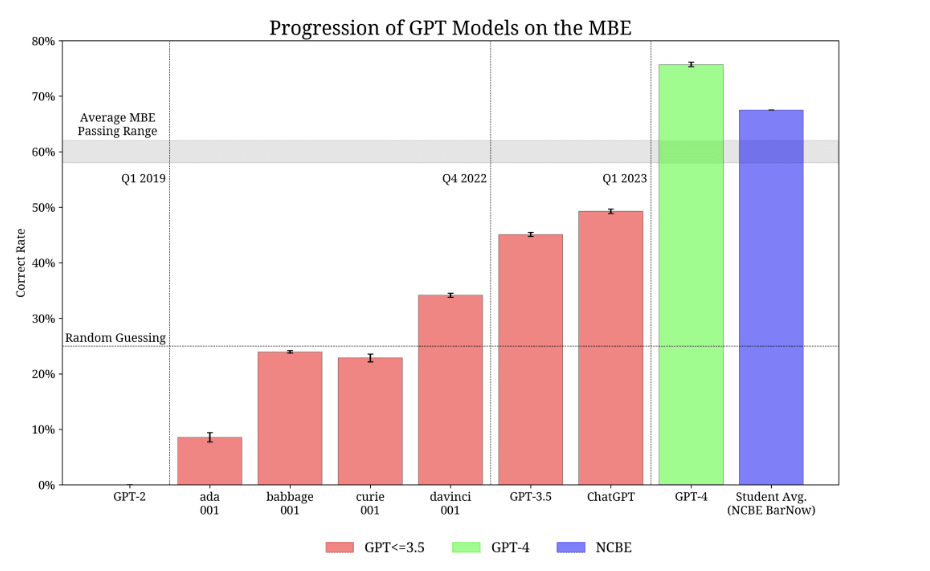 Progression of GPT Models on the MBE
80%
70%
60%
50%
40%
30%
20%
10%
0%
Correct Rate
Average MBE
Passing Range
Q1 2019
Q4 2022
Q1 2023
Random Guessing
GPT-2
ada
001
babbage
001
curie
001
davinci
001
GPT-3.5
ChatGPT
GPT-4
Student Avg.
(NCBE BarNow)
GPT<=3.5
GPT-4
NCBE